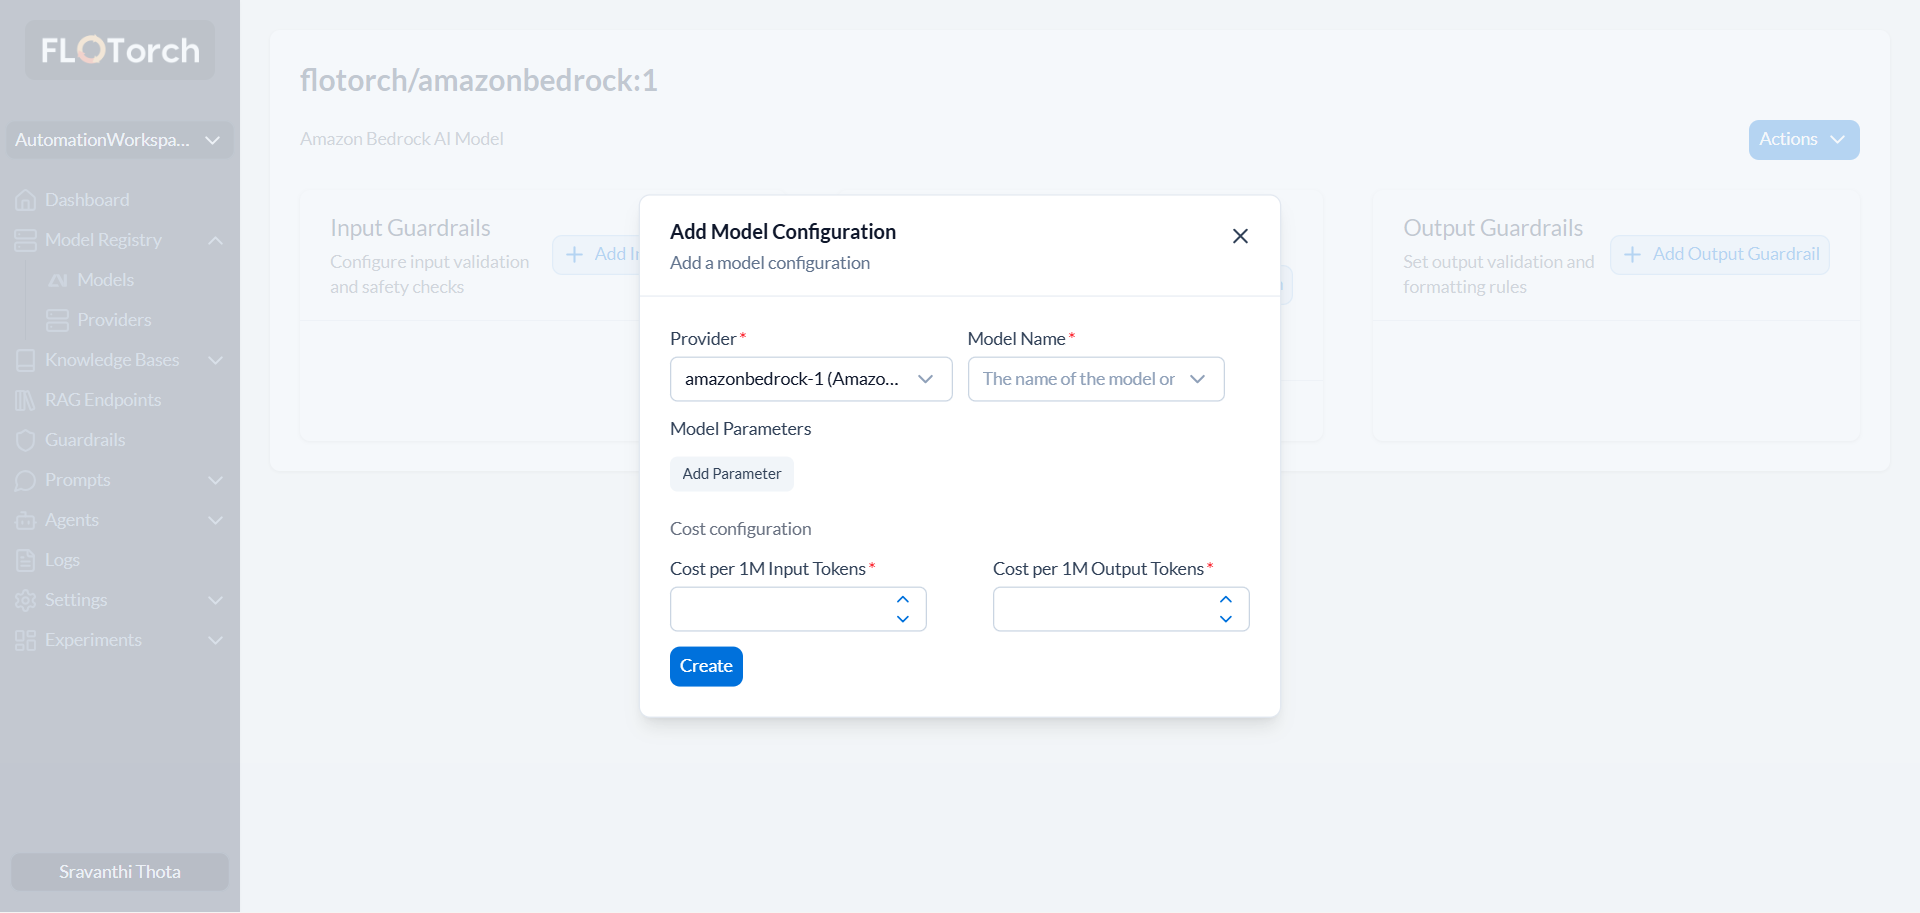 FLOTorch
AutomationWorkspa...
Dashboard
Model Registry
Models
Providers
Knowledge Bases
RAG Endpoints
Guardrails
Prompts
Agents
Logs
Settings
Experiments
Sravanthi Thota
flotorch/amazonbedrock:1
Amazon Bedrock AI Model
Actions
Input Guardrails
Configure input validation
and safety checks
Add
Output Guardrails
Set output validation and
formatting rules
Add Output Guardrail
Add Model Configuration
Add a model configuration
Provider*
Model Name*
amazonbedrock-1 (Amazo...
The name of the model or
Model Parameters
Add Parameter
Cost configuration
Cost per 1M Input Tokens*
Cost per 1M Output Tokens*
Create